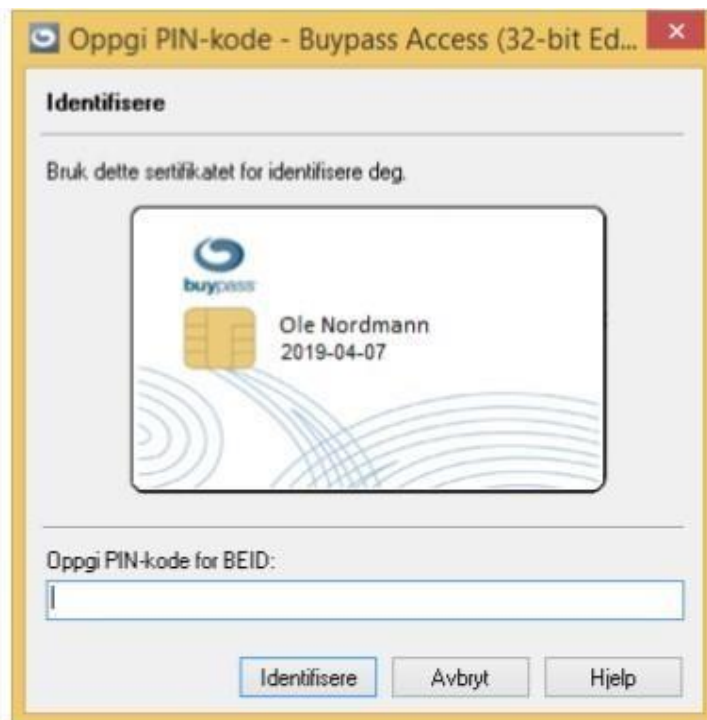 Oppgi PIN-kode - Buypass Access (32-bit Ed...
Identifisere
Bruk dette sertifikatet for identifisere deg.
buypass
Ole Nordmann
2019-04-07
Oppgi PIN-kode for BEID:
Identifisere Avbryt Hjelp